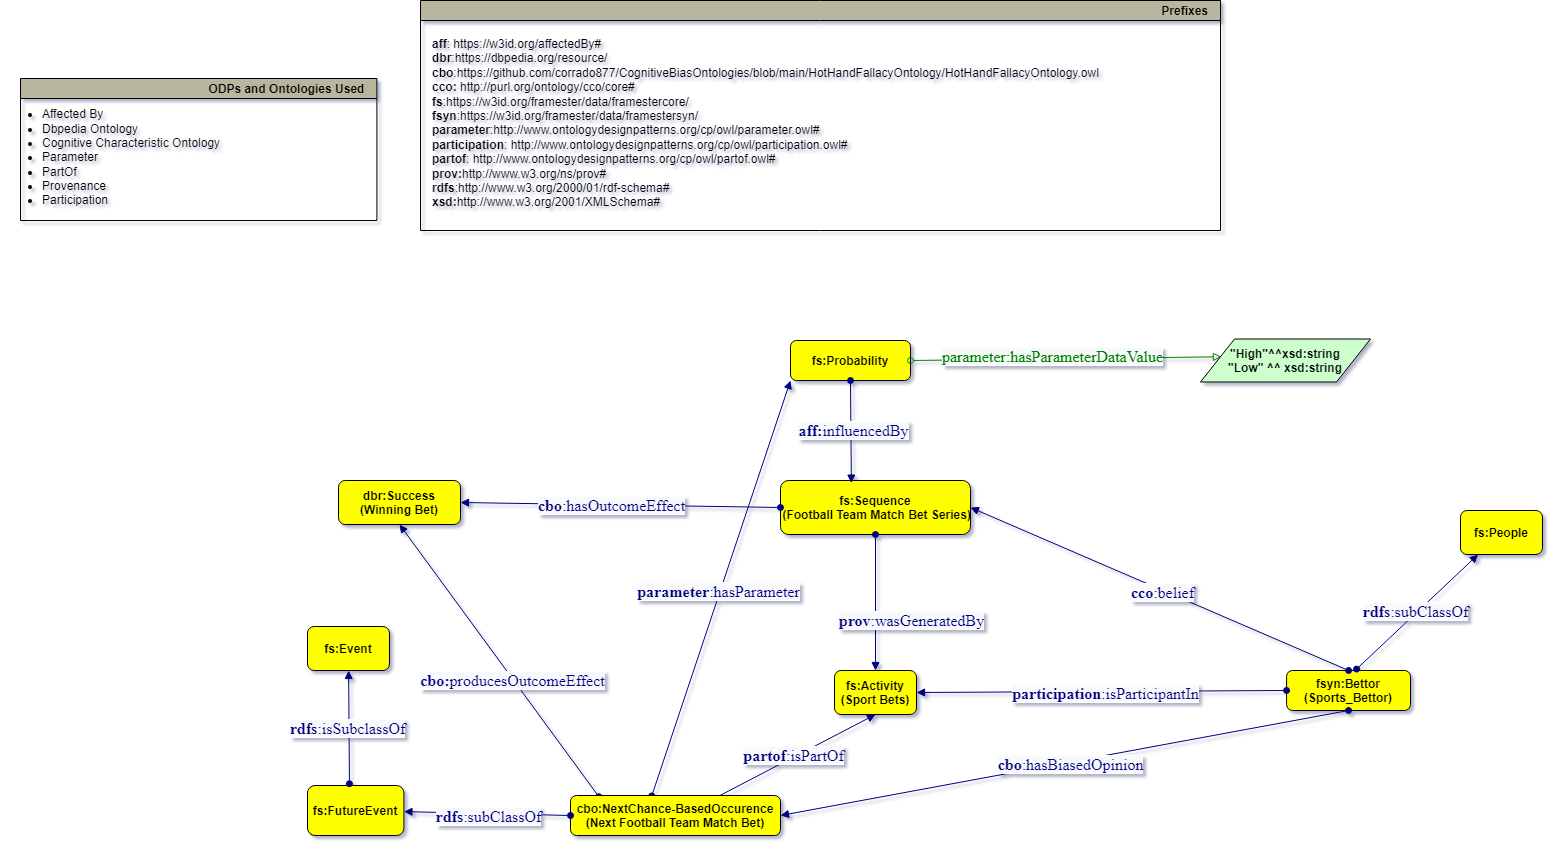 Prefixes
aff: https://w3id.org/affectedBy#
dbr:https://dbpedia.org/resource/
cbo:https://github.com/corrado877/CognitiveBiasOntologies/blob/main/HotHandFallacyOntology/HotHandFallacyOntology.owl
cco: http://purl.org/ontology/cco/core#
fs:https://w3id.org/framester/data/framestercore/
fsyn:https://w3id.org/framester/data/framestersyn/
parameter:http://www.ontologydesignpatterns.org/cp/owl/parameter.owl#
participation: http://www.ontologydesignpatterns.org/cp/owl/participation.owl#
partof: http://www.ontologydesignpatterns.org/cp/owl/partof.owl#
prov:http://www.w3.org/ns/prov#
rdfs:http://www.w3.org/2000/01/rdf-schema#
xsd:http://www.w3.org/2001/XMLSchema#
ODPs and Ontologies Used
Affected By
Dbpedia Ontology
Cognitive Characteristic Ontology
Parameter
PartOf
Provenance
Participation
fs:Probability
parameter:hasParameterDataValue
"High"^^xsd:string
"Low" ^^ xsd:string
aff:influencedBy
dbr:Success
(Winning Bet)
cbo:hasOutcomeEffect
fs:Sequence
(Football Team Match Bet Series)
fs:People
parameter:hasParameter
cco:belief
rdfs:subClassOf
prov:wasGeneratedBy
fs:Event
cbo:producesOutcomeEffect
fs:Activity
(Sport Bets)
participation:isParticipantIn
fsyn:Bettor
(Sports_Bettor)
rdfs:isSubclassOf
partof:isPartOf
cbo:hasBiasedOpinion
fs:FutureEvent
rdfs:subClassOf
cbo:NextChance-BasedOccurence
(Next Football Team Match Bet)